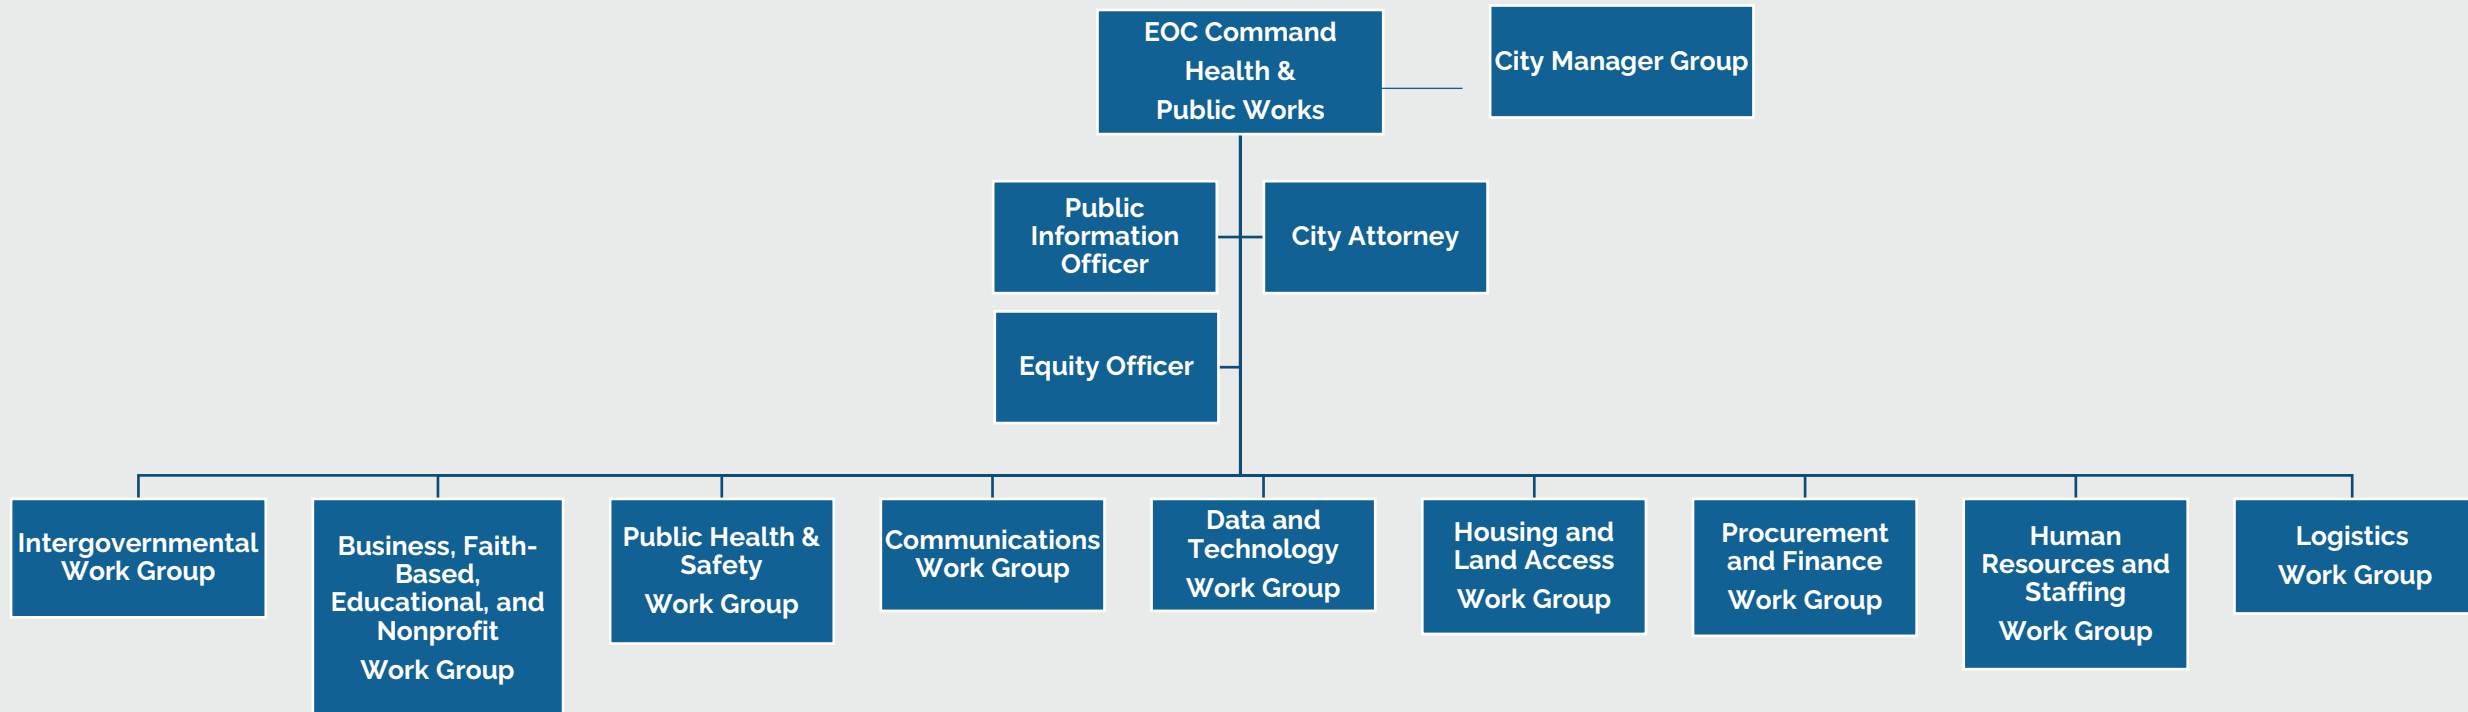 EOC Command
Health &
Public Works
City Manager Group
Public
Information
Officer
City Attorney
Equity Officer
Intergovernmental
Work Group
Business, Faith-
Based,
Educational, and
Nonprofit
Work Group
Public Health &
Safety
Work Group
Communications
Work Group
Data and
Technology
Work Group
Housing and
Land Access
Work Group
Procurement
and Finance
Work Group
Human
Resources and
Staffing
Work Group
Logistics
Work Group